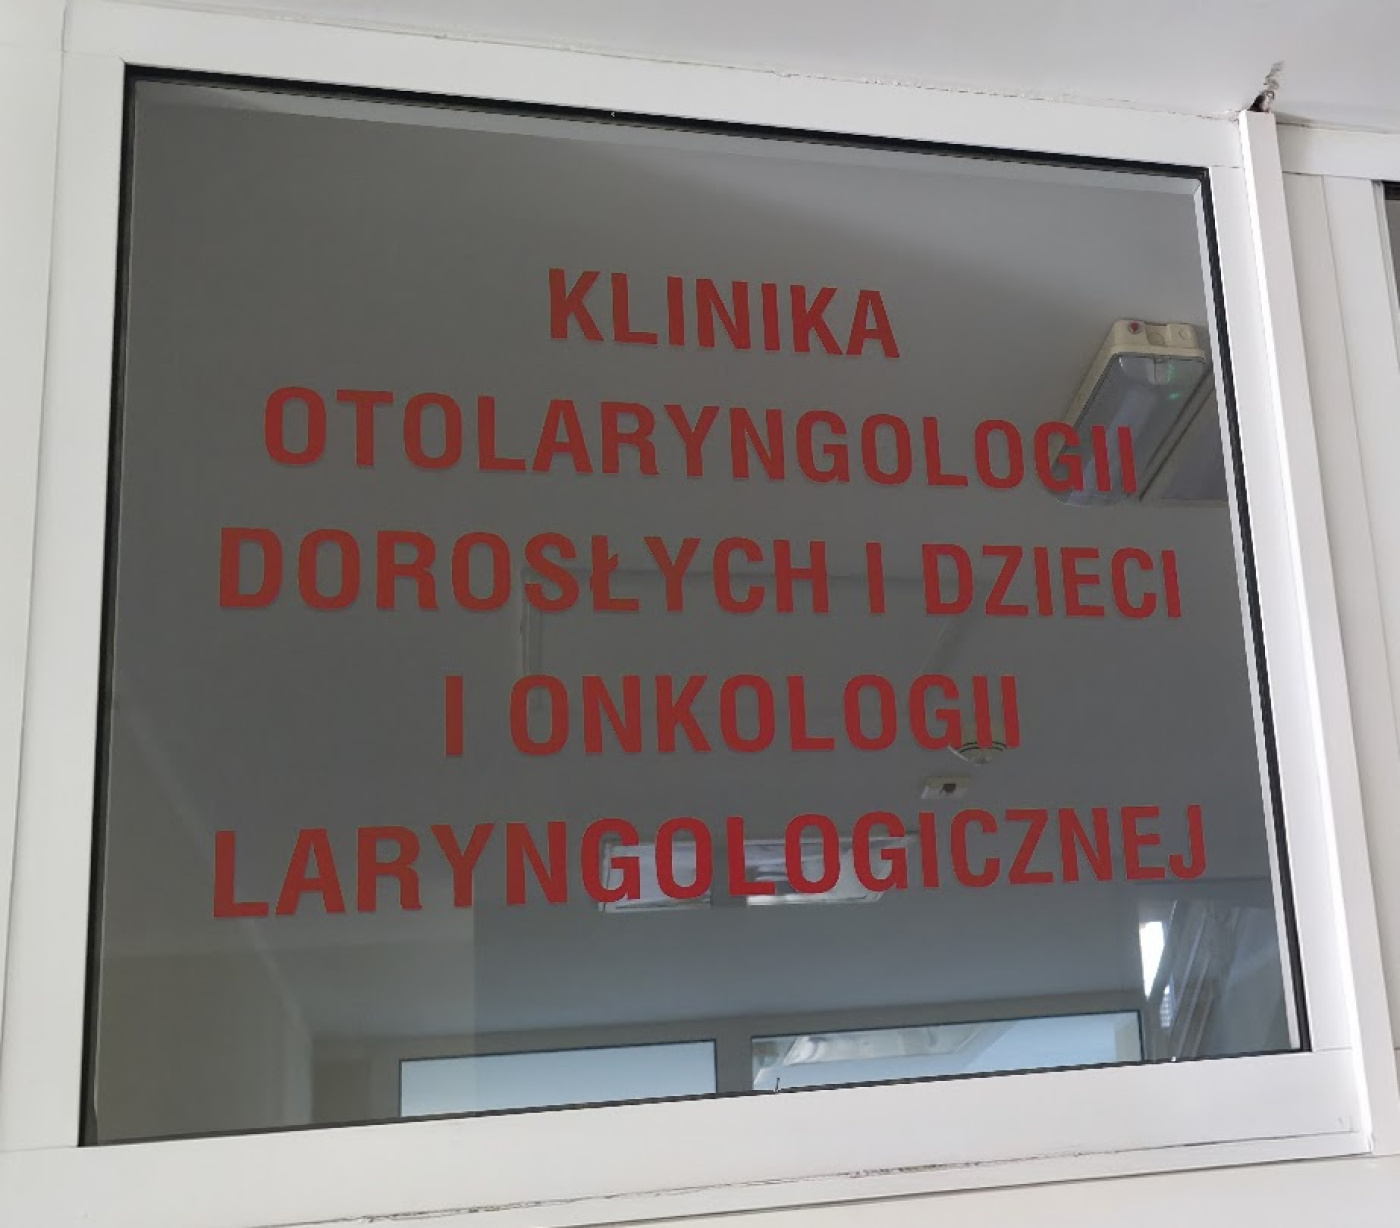 KLINIKA
OTOLARYNGOLOGII
DOROSŁYCH I DZIECI
I ONKOLOGII
LARYNGOLOGICZNEJ